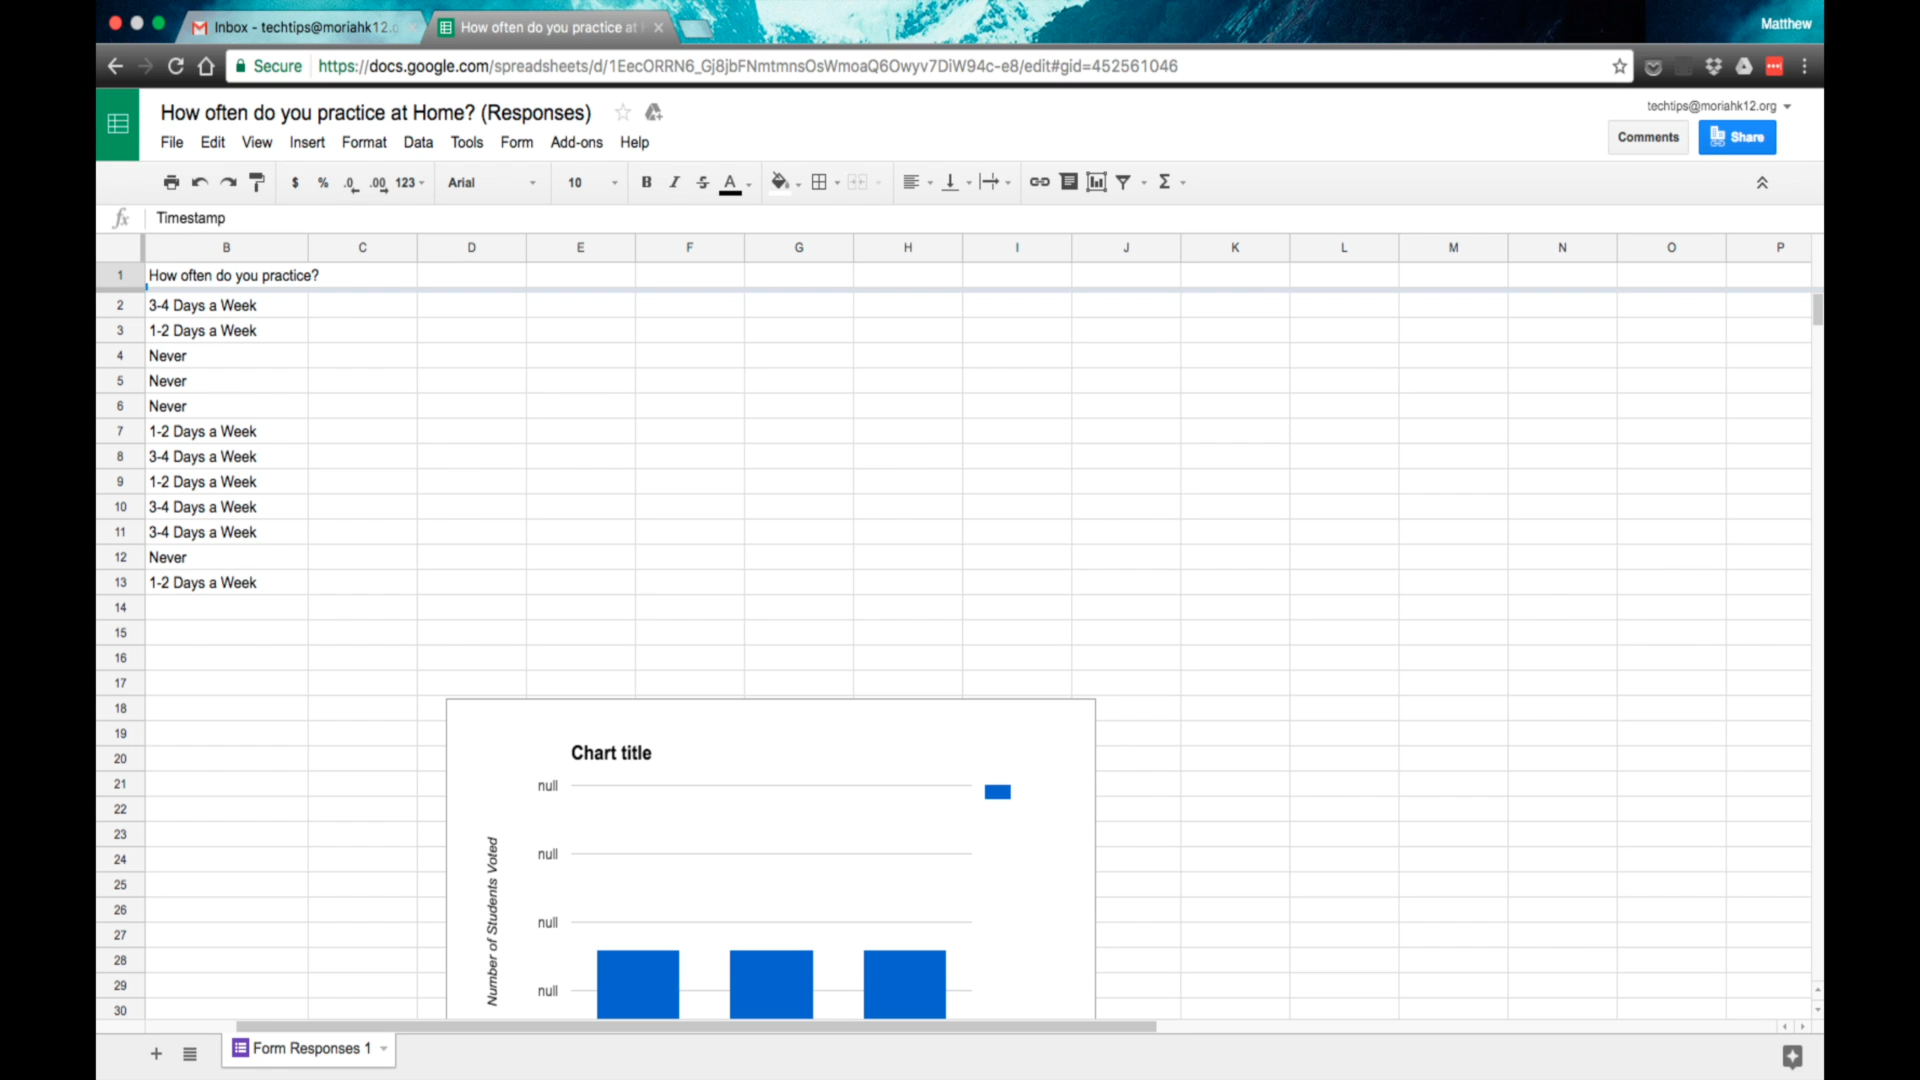 Inbox - techtips@moriahk12.o
How often do you practice at
Matthew
Secure
https://docs.google.com/spreadsheets/d/1EecORRN6_Gj8jbFNmtmnsOsWmoaQ6Owyv7DiW94c-e8/edit#gid=452561046
How often do you practice at Home? (Responses)
techtips@moriahk12.org
File Edit View Insert Format Data Tools Form Add-ons Help
Comments
Share
$ % .0 .00 123 Arial 10 B I S A Σ
fx Timestamp
B C D E F G H I J K L M N O P
1 How often do you practice?
2 3-4 Days a Week
3 1-2 Days a Week
4 Never
5 Never
6 Never
7 1-2 Days a Week
8 3-4 Days a Week
9 1-2 Days a Week
10 3-4 Days a Week
11 3-4 Days a Week
12 Never
13 1-2 Days a Week
14
15
16
17
18
19
20
21
22
23
24
25
26
27
28
29
30
Chart title
null
null
null
null
Number of Students Voted
Form Responses 1